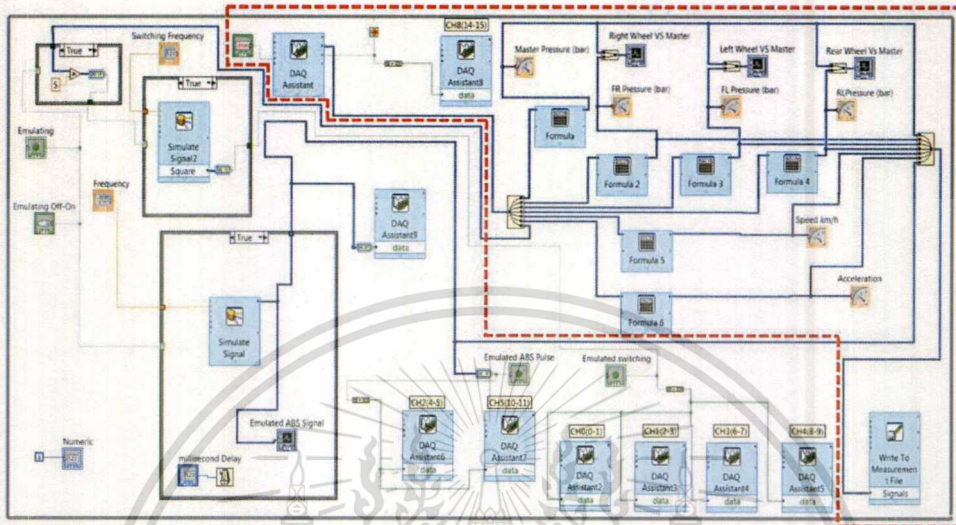 True
Switching Frequency
5
True
Simulate
Signal2
Square
Emulating
Frequency
Emulating Off-On
True
Simulate
Signal
Emulated ABS Signal
millisecond Delay
Numeric
1
STOP
DAQ
Assistant
CH8(14-15)
DAQ
Assistant8
data
DAQ
Assistant9
data
Master Pressure (bar)
Right Wheel VS Master
FR Pressure (bar)
Left Wheel VS Master
FL Pressure (bar)
Rear Wheel Vs Master
RLPressure (bar)
Formula
Formula 2
Formula 3
Formula 4
Formula 5
Speed km/h
Formula 6
Acceleration
Emulated ABS Pulse
Emulated switching
CH2(4-5)
DAQ
Assistant6
data
CH5(10-11)
DAQ
Assistant7
data
CH0(0-1)
DAQ
Assistant2
data
CH1(2-3)
DAQ
Assistant3
data
CH3(6-7)
DAQ
Assistant4
data
CH4(8-9)
DAQ
Assistant5
data
Write To
Measuremen
t File
Signals